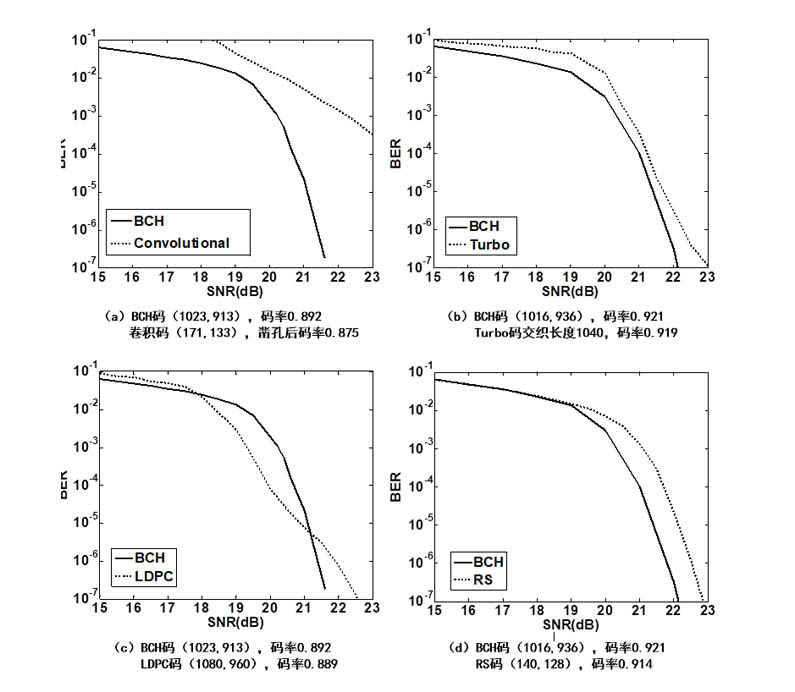 10^-1
10^-2
10^-3
10^-4
10^-5
10^-6
10^-7
BER
BCH
Convolutional
15 16 17 18 19 20 21 22 23
SNR(dB)
(a) BCH码(1023,913), 码率0.892
卷积码(171,133), 凿孔后码率0.875
10^-1
10^-2
10^-3
10^-4
10^-5
10^-6
10^-7
BER
BCH
Turbo
15 16 17 18 19 20 21 22 23
SNR(dB)
(b) BCH码(1016,936), 码率0.921
Turbo码交织长度1040, 码率0.919
10^-1
10^-2
10^-3
10^-4
10^-5
10^-6
10^-7
BER
BCH
LDPC
15 16 17 18 19 20 21 22 23
SNR(dB)
(c) BCH码(1023,913), 码率0.892
LDPC码(1080,960), 码率0.889
10^-1
10^-2
10^-3
10^-4
10^-5
10^-6
10^-7
BER
BCH
RS
15 16 17 18 19 20 21 22 23
SNR(dB)
(d) BCH码(1016,936), 码率0.921
RS码(140,128), 码率0.914